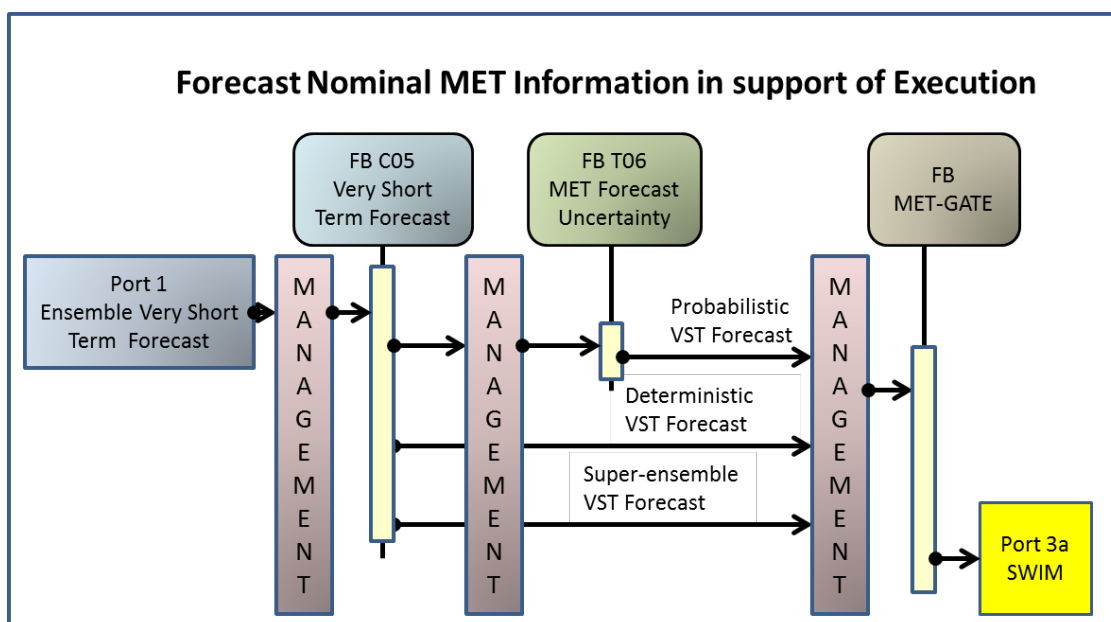 Forecast Nominal MET Information in support of Execution
FB C05
Very Short
Term Forecast
FB T06
MET Forecast
Uncertainty
FB
MET-GATE
Port 1
Ensemble Very Short
Term Forecast
M
A
N
A
G
E
M
E
N
T
M
A
N
A
G
E
M
E
N
T
Probabilistic
VST Forecast
Deterministic
VST Forecast
Super-ensemble
VST Forecast
M
A
N
A
G
E
M
E
N
T
Port 3a
SWIM